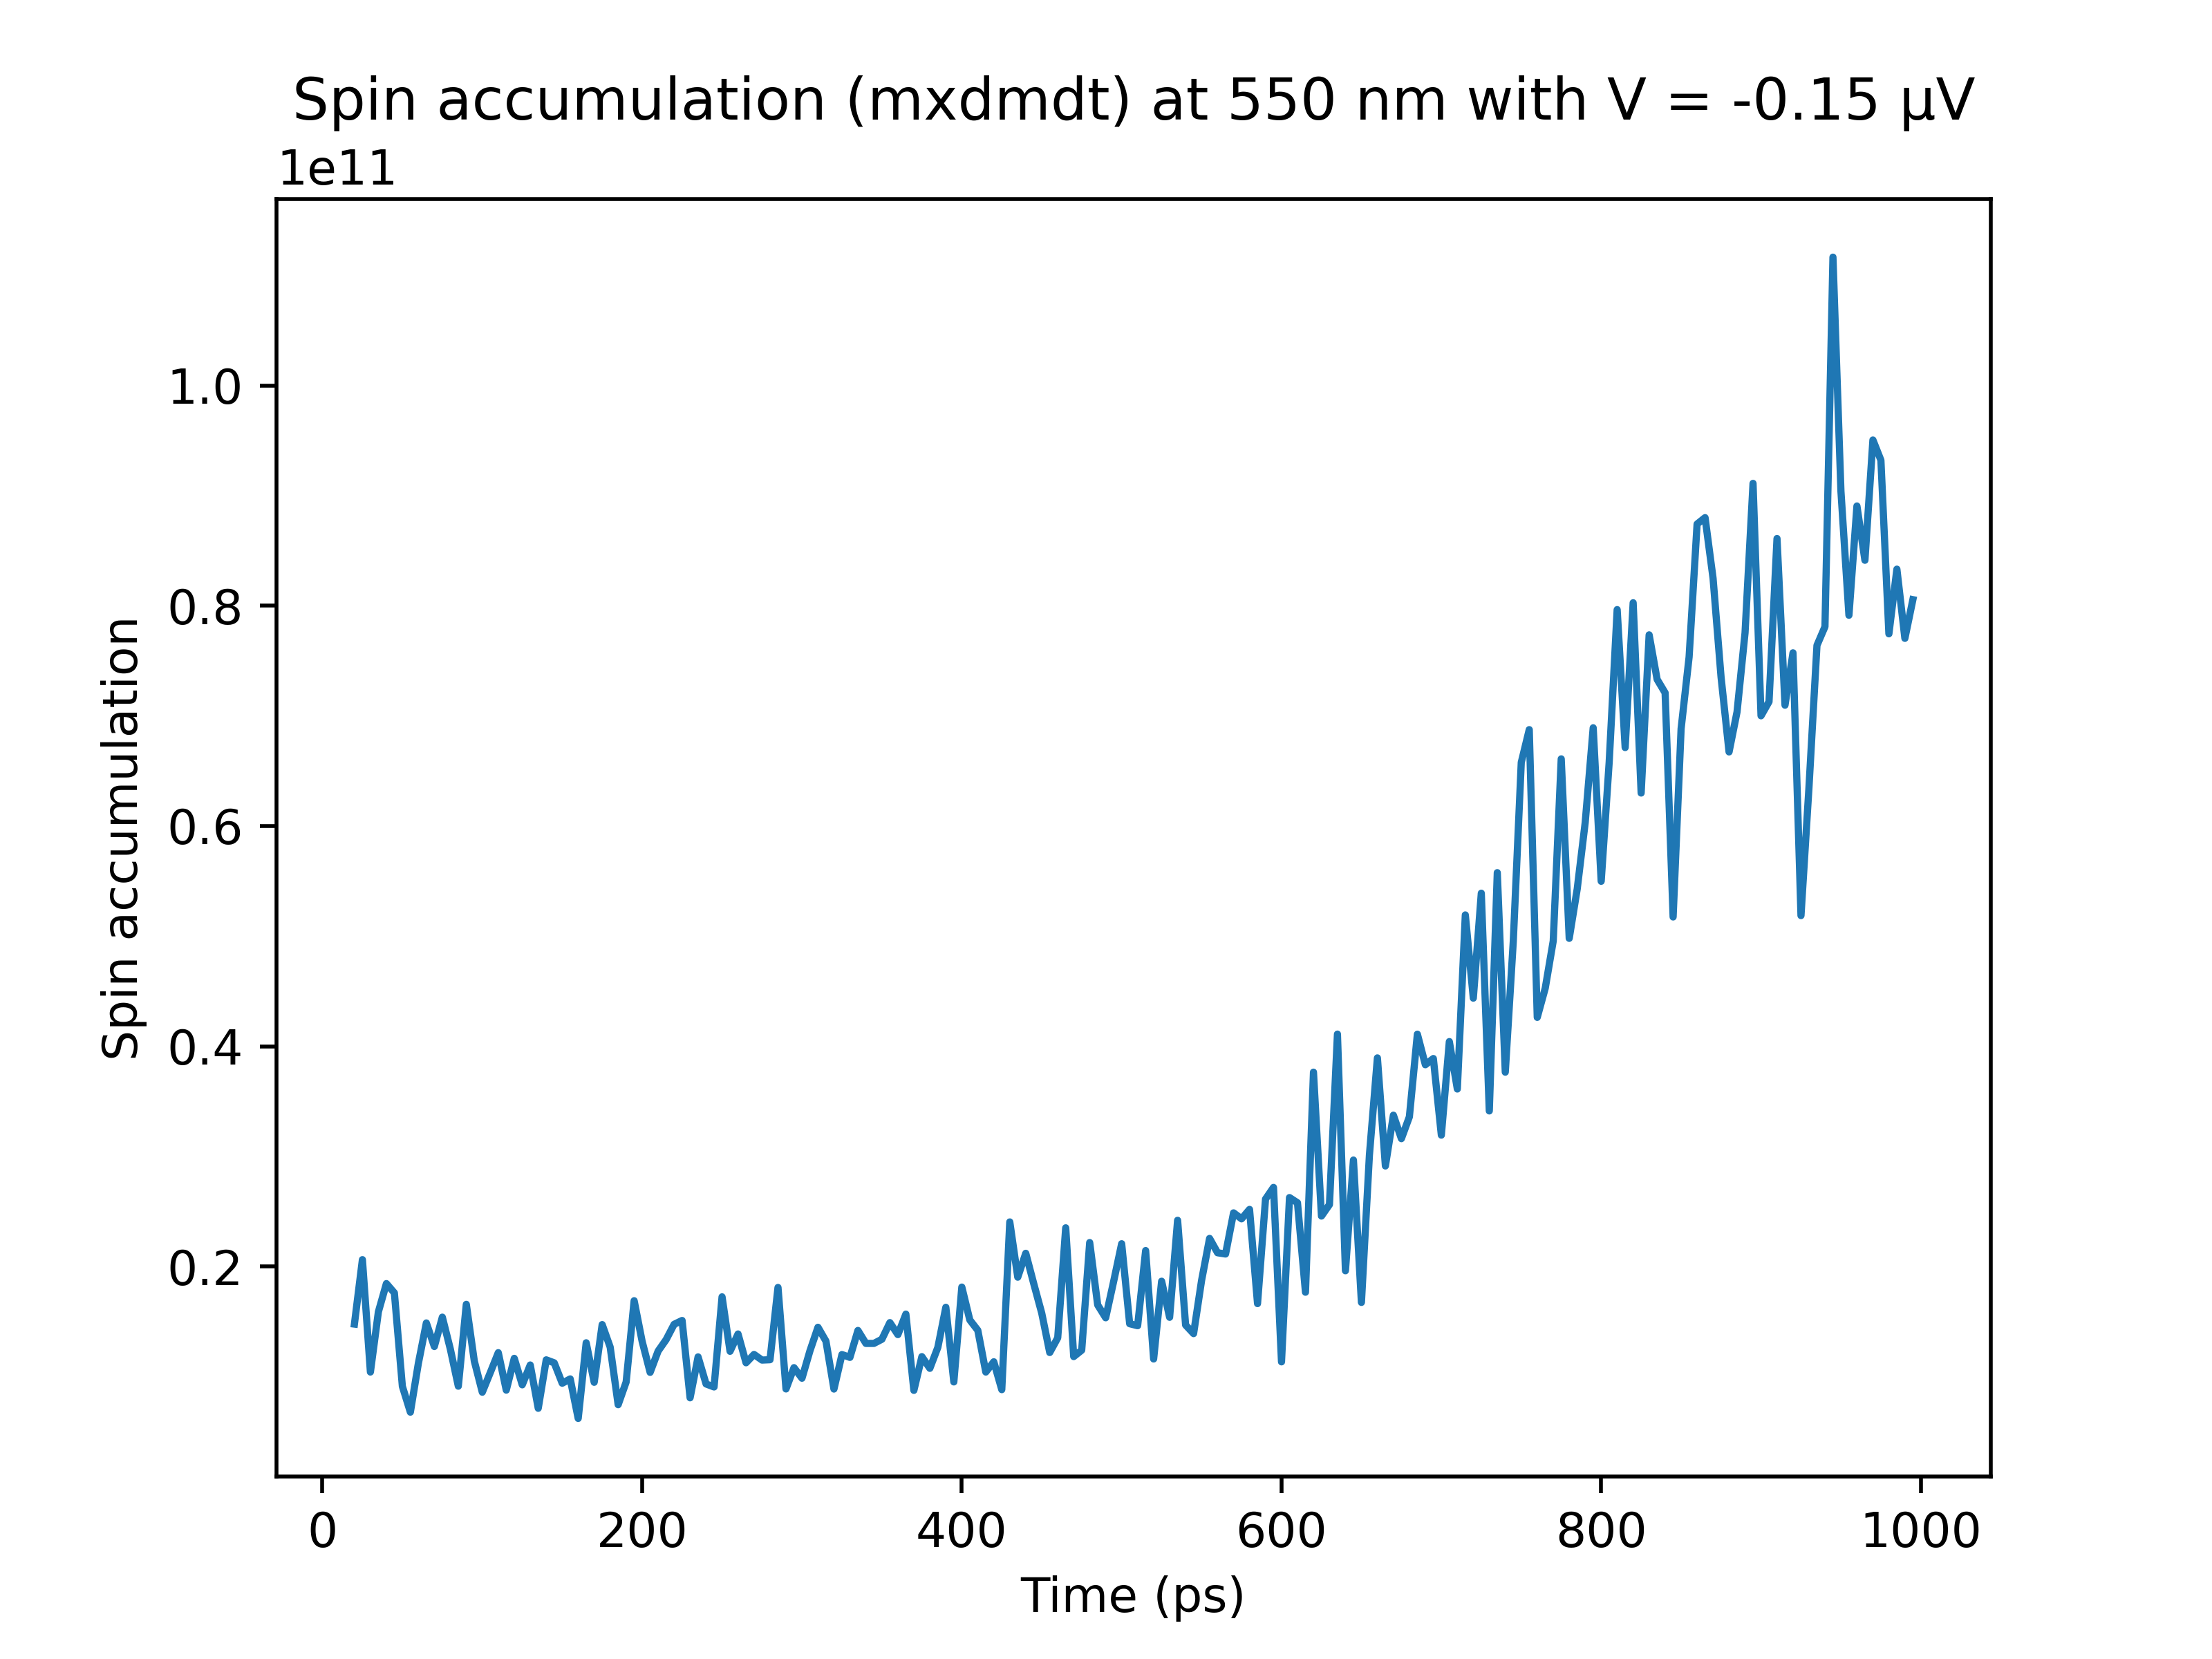 Spin accumulation (mxdmdt) at 550 nm with V = -0.15 µV
1e11
1.0
0.8
0.6
0.4
0.2
Spin accumulation
0 200 400 600 800 1000
Time (ps)